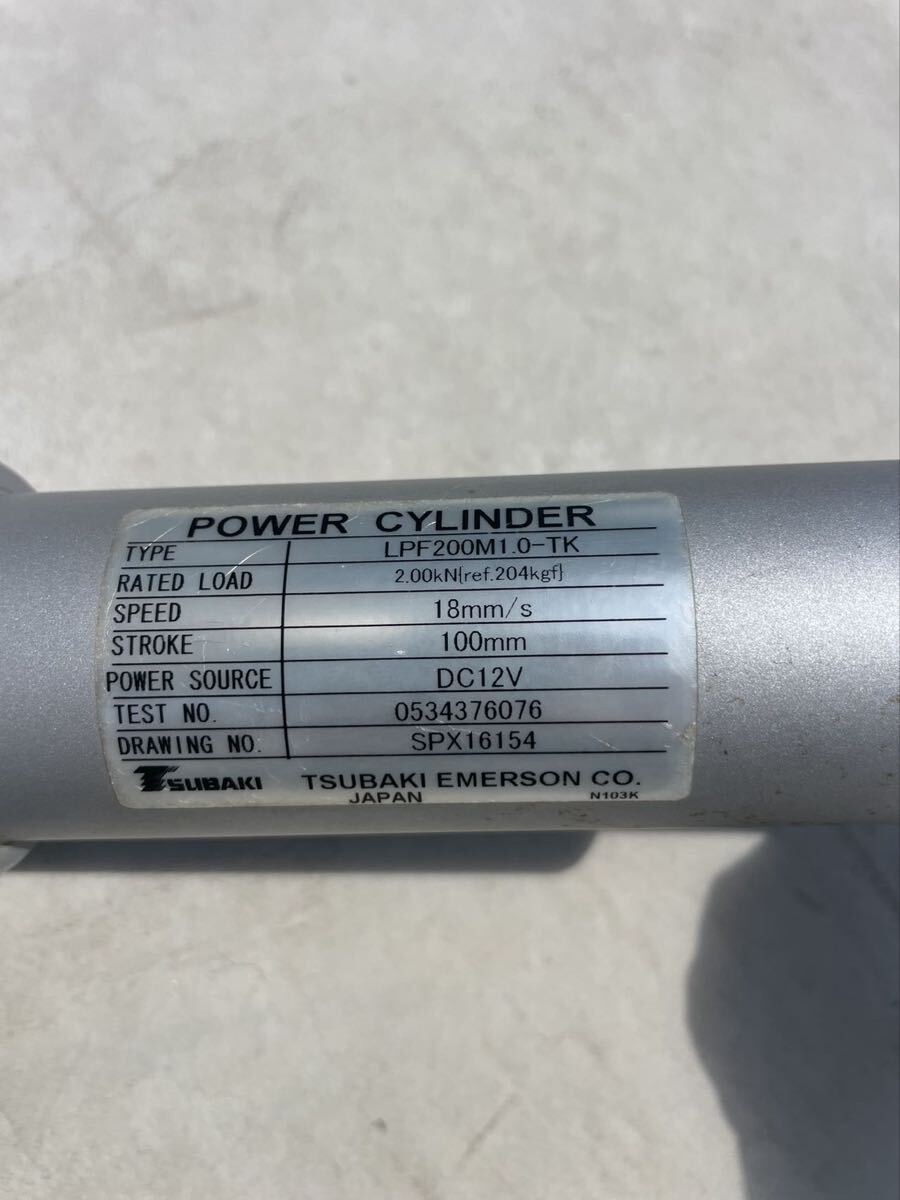 POWER CYLINDER
TYPE LPF200M1.0-TK
RATED LOAD 2.00kN{ref.204kgf}
SPEED 18mm/s
STROKE 100mm
POWER SOURCE DC12V
TEST NO. 0534376076
DRAWING NO. SPX16154
TSUBAKI TSUBAKI EMERSON CO.
JAPAN N103K